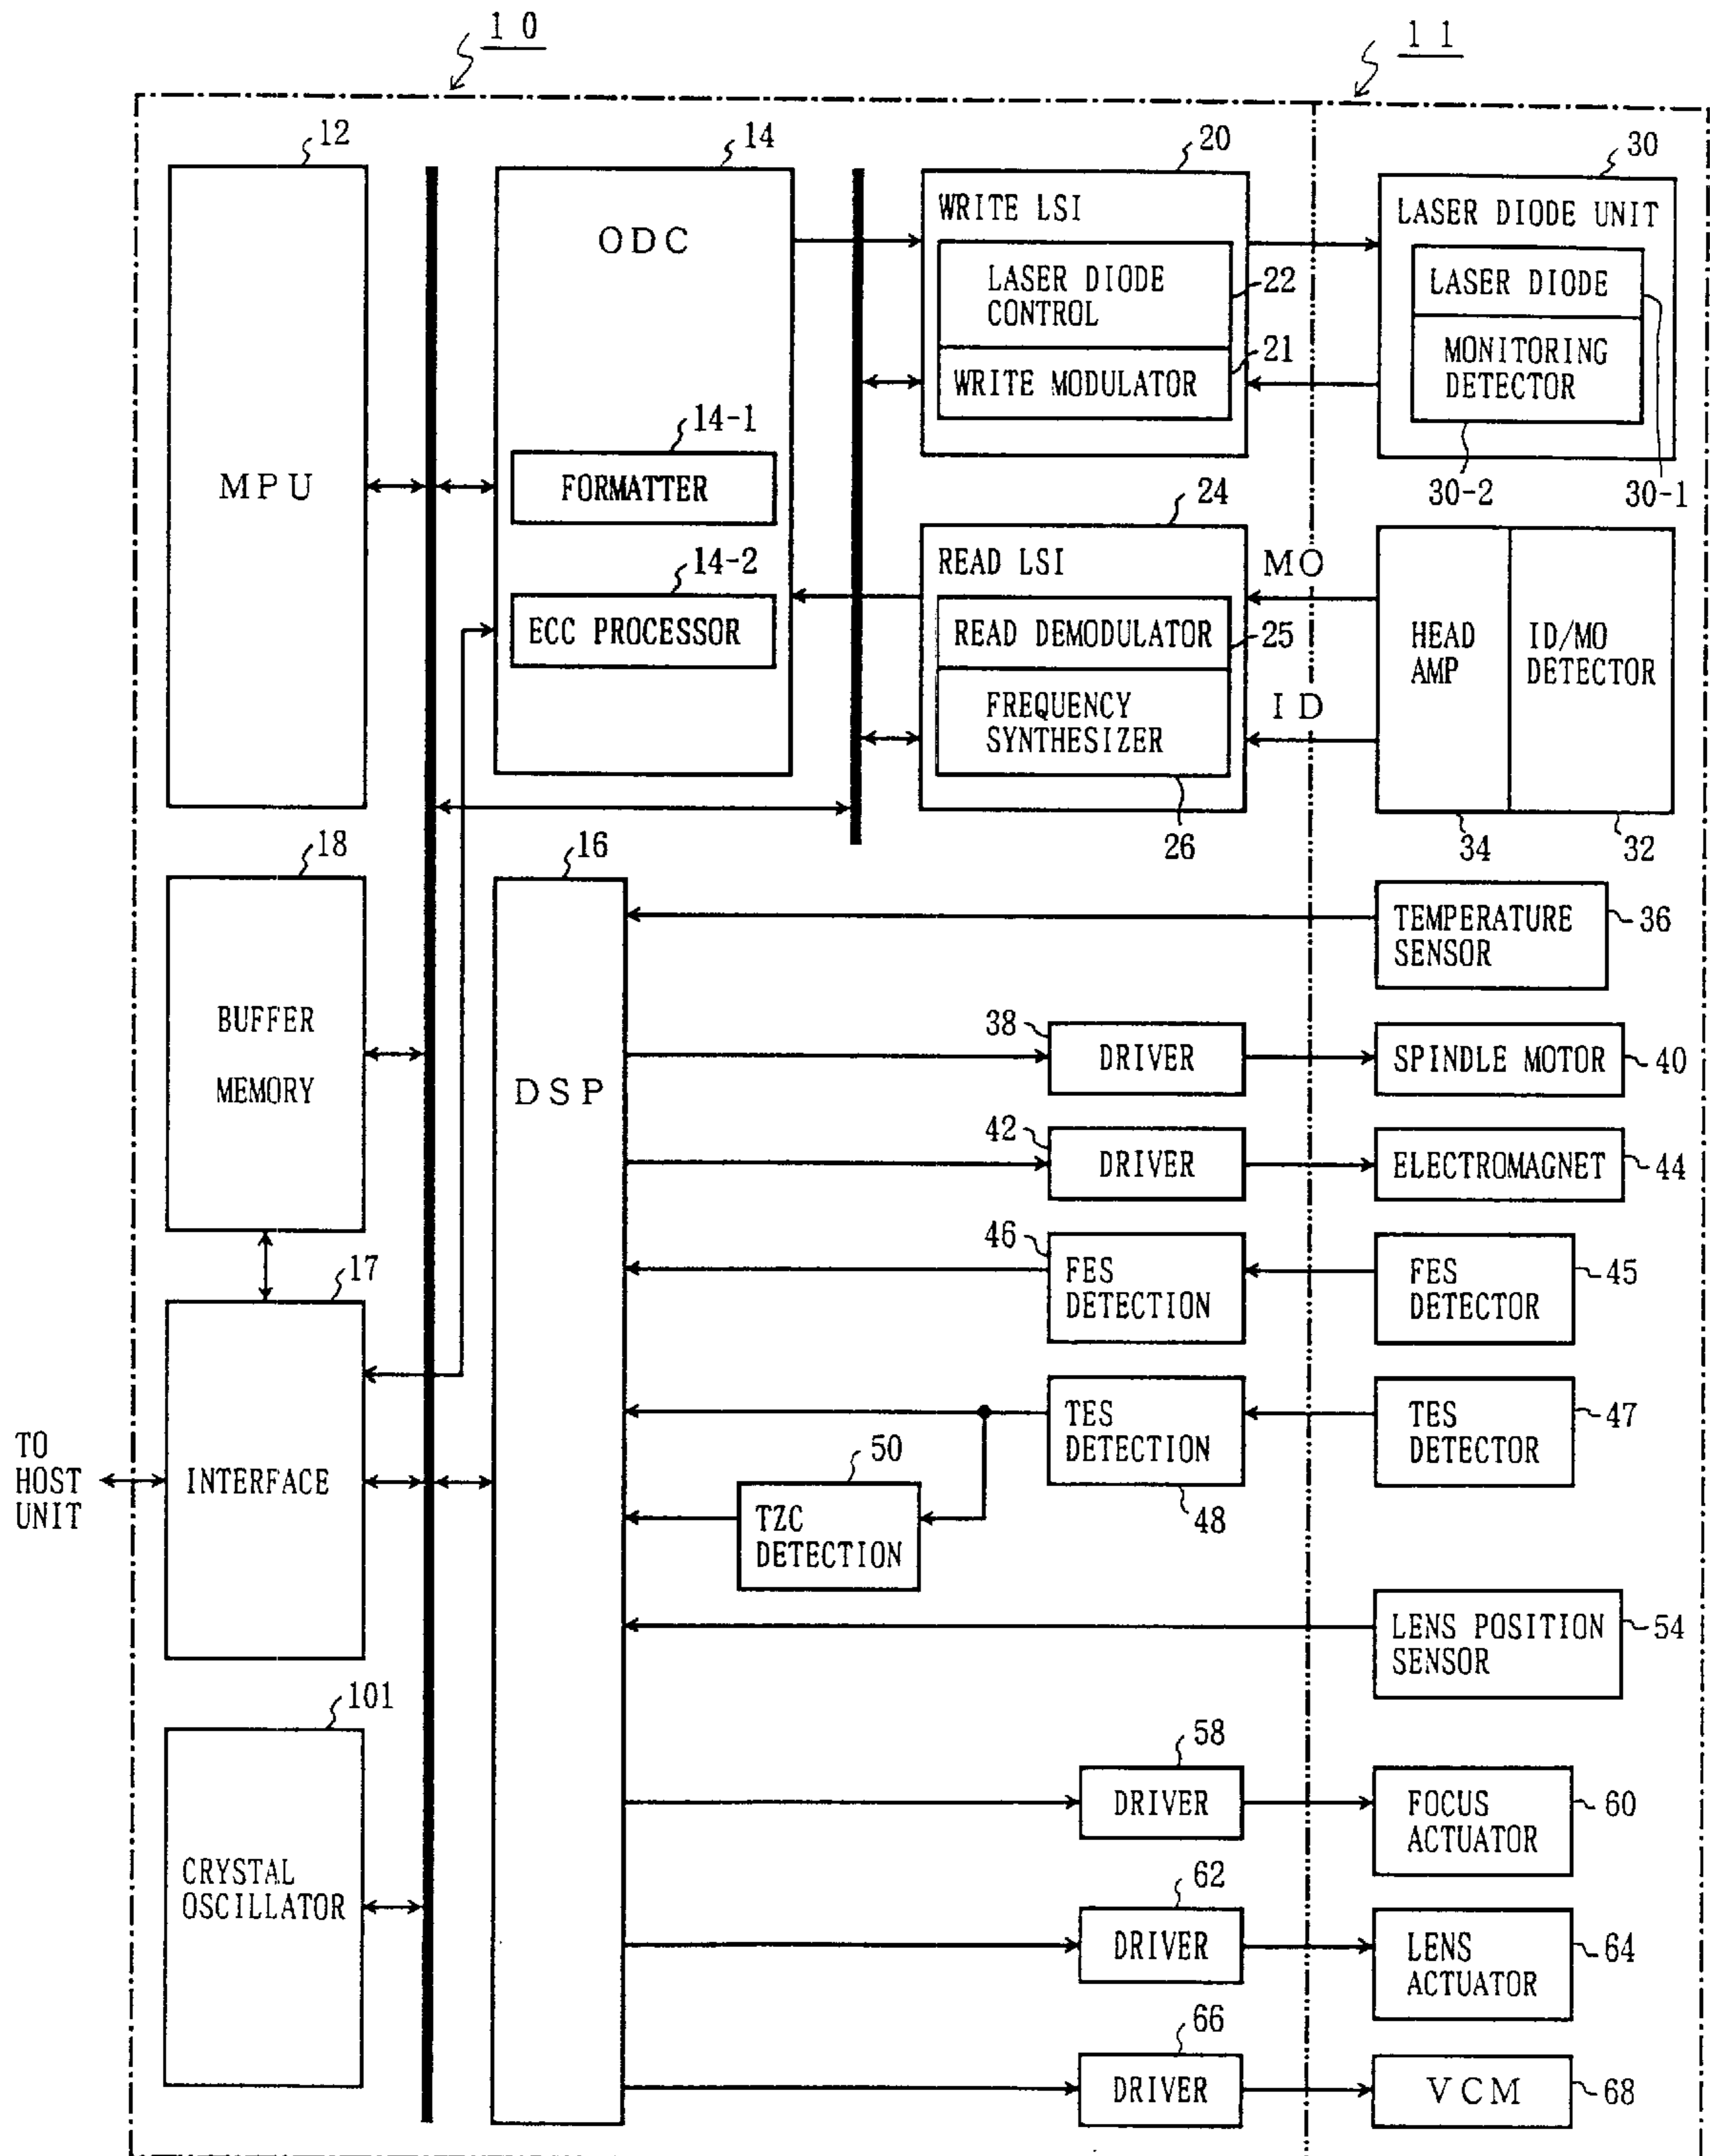 10
11
12
14
20
30
MPU
ODC
14-1
FORMATTER
14-2
ECC PROCESSOR
WRITE LSI
LASER DIODE
CONTROL
22
21
WRITE MODULATOR
LASER DIODE UNIT
LASER DIODE
MONITORING
DETECTOR
30-2
30-1
24
READ LSI
READ DEMODULATOR
25
FREQUENCY
SYNTHESIZER
26
MO
ID
HEAD
AMP
ID/MO
DETECTOR
34
32
18
BUFFER
MEMORY
16
DSP
TEMPERATURE
SENSOR
36
38
DRIVER
SPINDLE MOTOR
40
42
DRIVER
ELECTROMAGNET
44
46
FES
DETECTION
FES
DETECTOR
45
17
INTERFACE
TO
HOST
UNIT
TES
DETECTION
48
TES
DETECTOR
47
50
TZC
DETECTION
LENS POSITION
SENSOR
54
101
CRYSTAL
OSCILLATOR
58
DRIVER
FOCUS
ACTUATOR
60
62
DRIVER
LENS
ACTUATOR
64
66
DRIVER
VCM
68